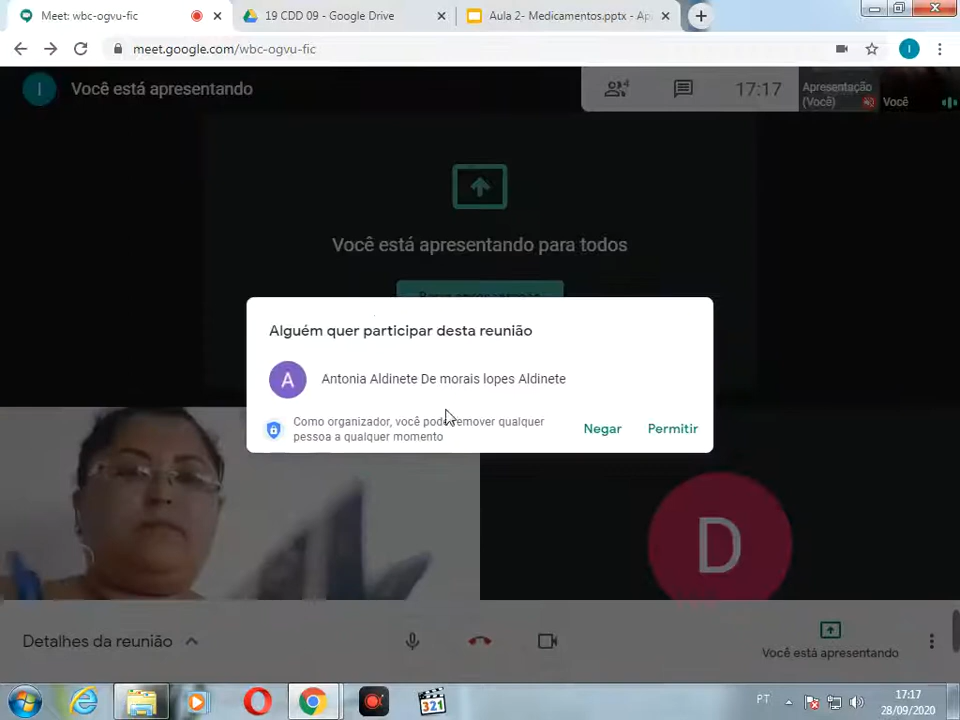 Meet: wbc-ogvu-fic
19 CDD 09 - Google Drive
Aula 2- Medicamentos.pptx - Ap
meet.google.com/wbc-ogvu-fic
I
I
Você está apresentando
17:17
Apresentação
(Você)
Você
Você está apresentando para todos
Alguém quer participar desta reunião
A
Antonia Aldinete De morais lopes Aldinete
Como organizador, você pode remover qualquer
pessoa a qualquer momento
Negar
Permitir
D
Detalhes da reunião
Você está apresentando
321
PT
17:17
28/09/2020